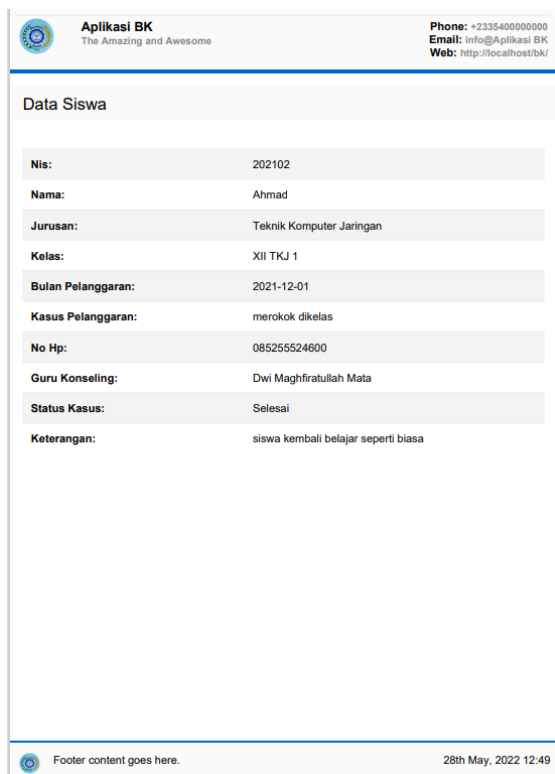 Aplikasi BK
The Amazing and Awesome
Phone: +2335400000000
Email: info@Aplikasi BK
Web: http://localhost/bk/
Data Siswa
Nis: 202102
Nama: Ahmad
Jurusan: Teknik Komputer Jaringan
Kelas: XII TKJ 1
Bulan Pelanggaran: 2021-12-01
Kasus Pelanggaran: merokok dikelas
No Hp: 085255524600
Guru Konseling: Dwi Maghfiratullah Mata
Status Kasus: Selesai
Keterangan: siswa kembali belajar seperti biasa
Footer content goes here. 28th May, 2022 12:49